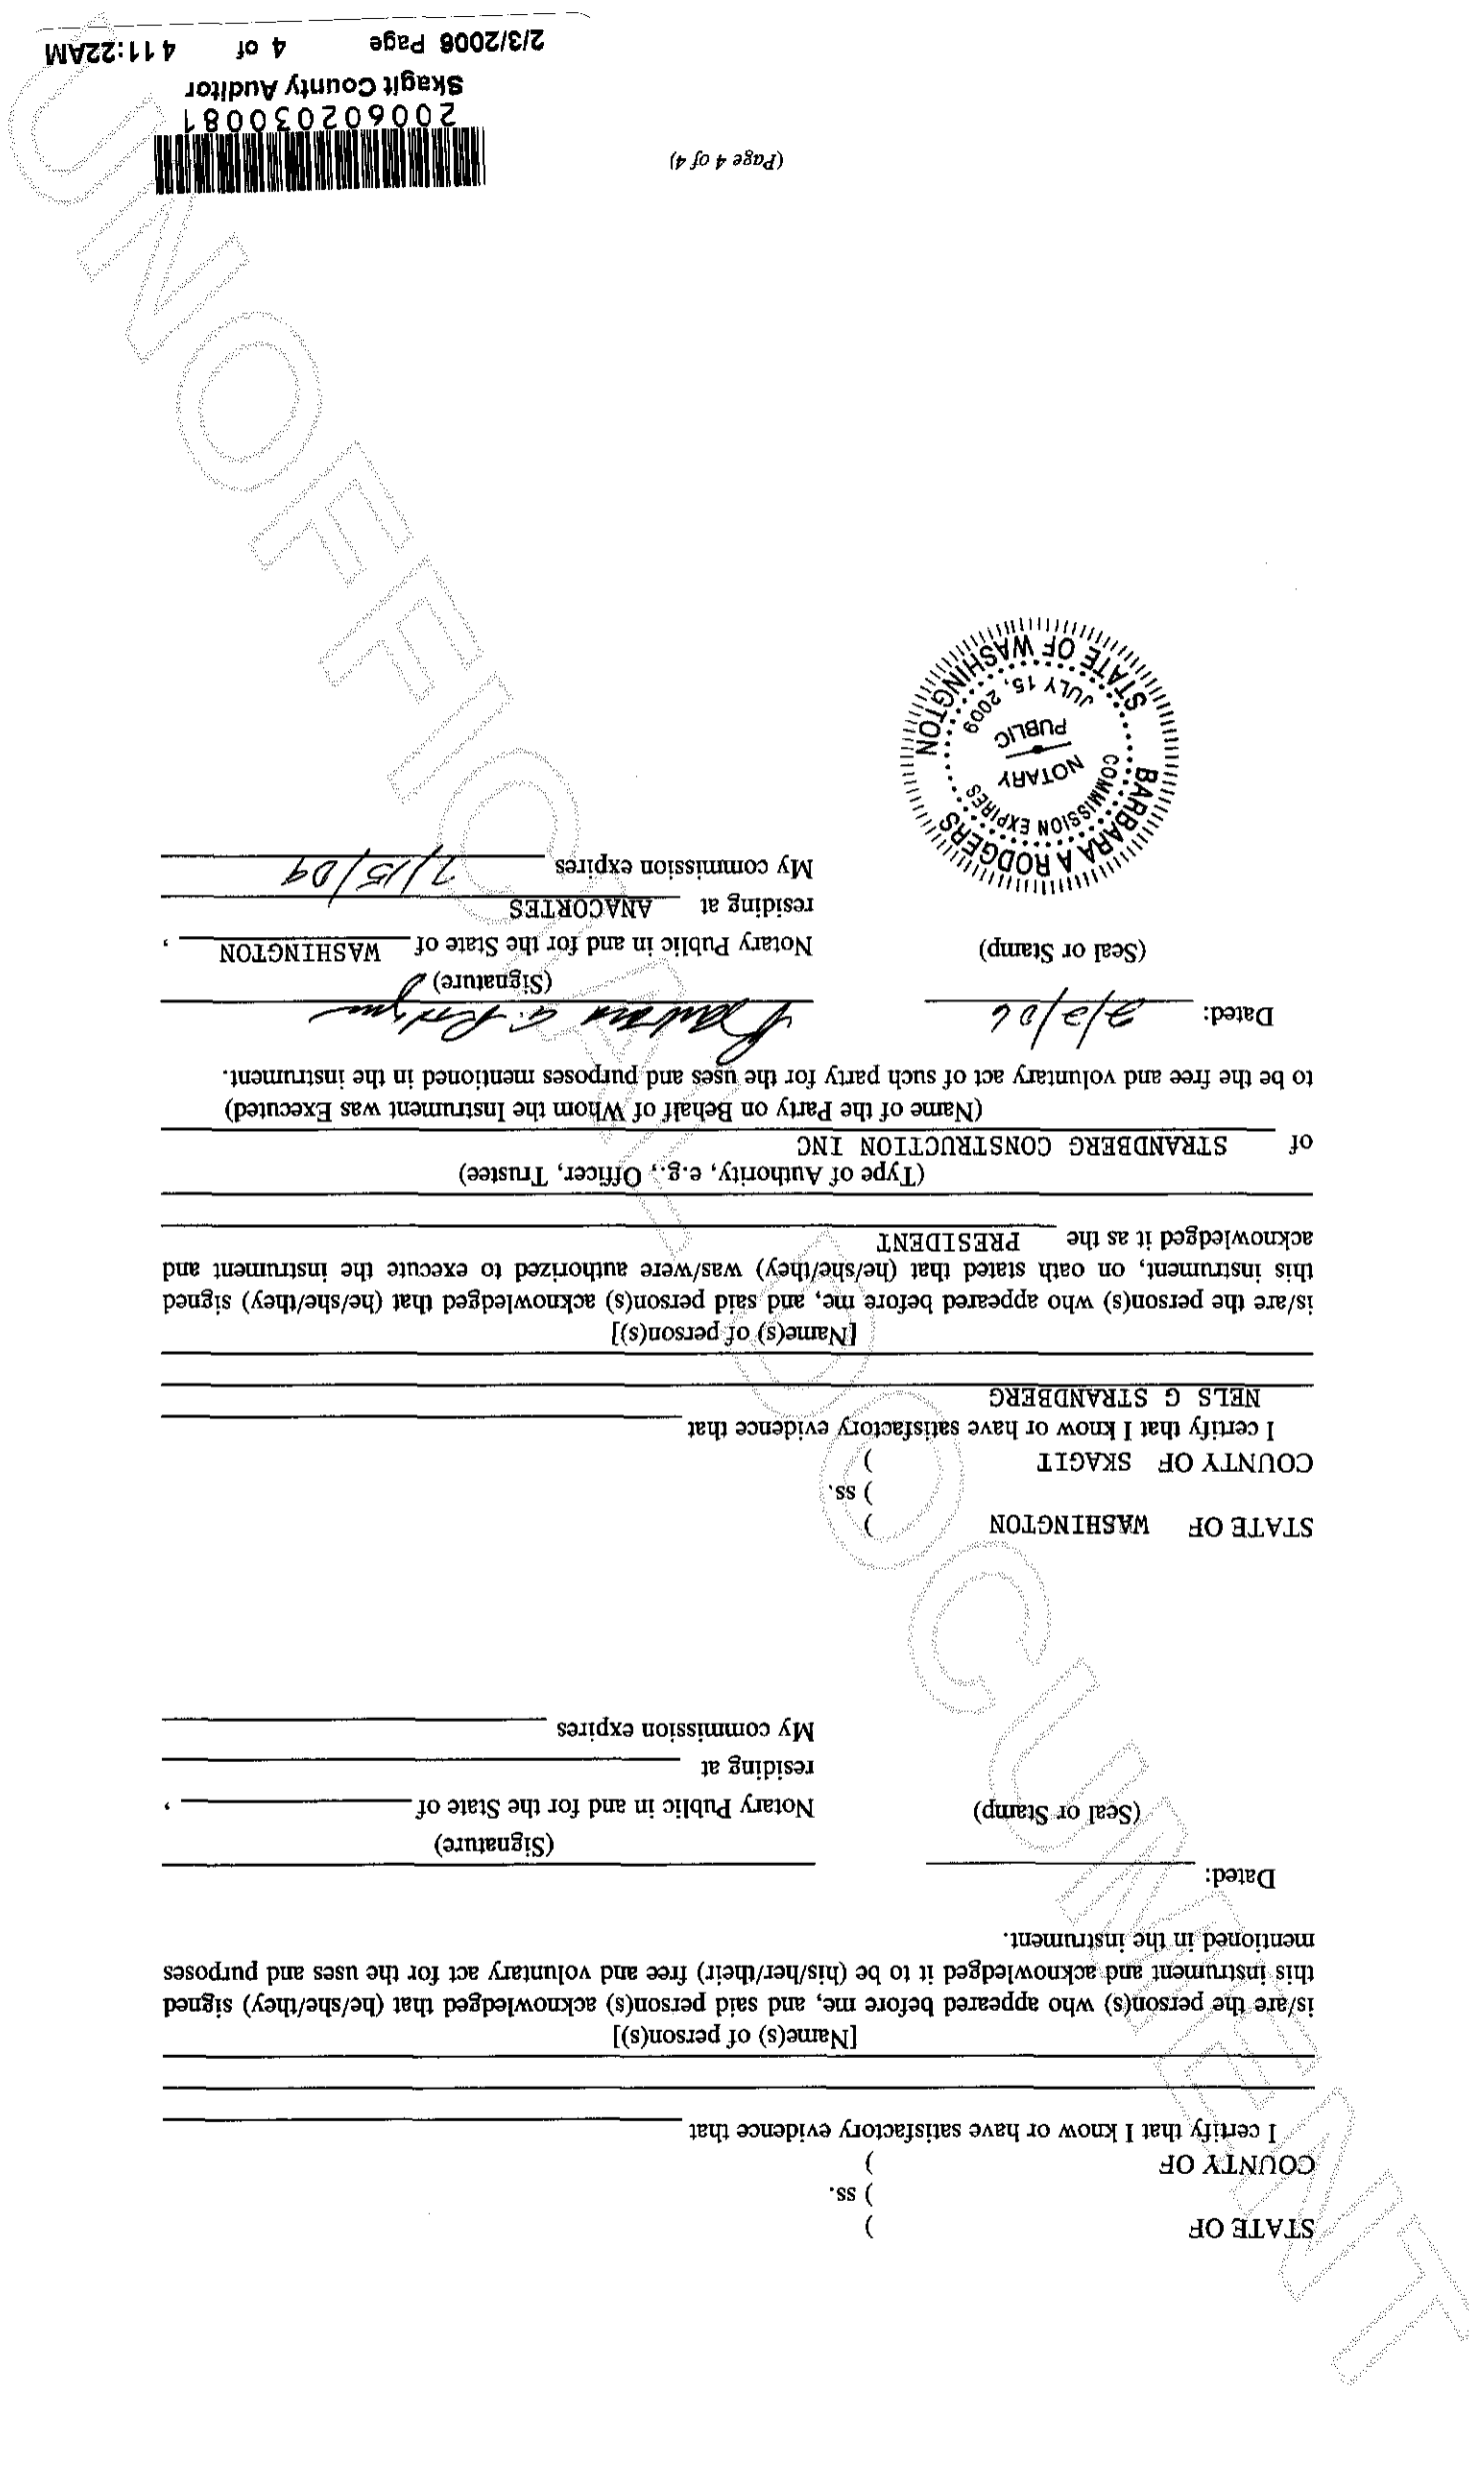 STATE OF )
) ss.
COUNTY OF )
I certify that I know or have satisfactory evidence that
[Name(s) of person(s)]
is/are the person(s) who appeared before me, and said person(s) acknowledged that (he/she/they) signed
this instrument and acknowledged it to be (his/her/their) free and voluntary act for the uses and purposes
mentioned in the instrument.
Dated:
(Signature)
(Seal or Stamp)
Notary Public in and for the State of ,
residing at
My commission expires
STATE OF WASHINGTON )
) ss.
COUNTY OF SKAGIT )
I certify that I know or have satisfactory evidence that
NELS G STRANDBERG
[Name(s) of person(s)]
is/are the person(s) who appeared before me, and said person(s) acknowledged that (he/she/they) signed
this instrument, on oath stated that (he/she/they) was/were authorized to execute the instrument and
acknowledged it as the PRESIDENT
(Type of Authority, e.g., Officer, Trustee)
of STRANDBERG CONSTRUCTION INC
(Name of the Party on Behalf of Whom the Instrument was Executed)
to be the free and voluntary act of such party for the uses and purposes mentioned in the instrument.
Dated: 2/2/06
Barbara A. Rodgers
(Signature)
(Seal or Stamp)
Notary Public in and for the State of WASHINGTON ,
residing at ANACORTES
My commission expires 7/15/09
BARBARA A RODGERS
COMMISSION EXPIRES
NOTARY
PUBLIC
JULY 15, 2009
STATE OF WASHINGTON
(Page 4 of 4)
200602030081
Skagit County Auditor
2/3/2006 Page 4 of 4 11:22AM
UNOFFICIAL DOCUMENT